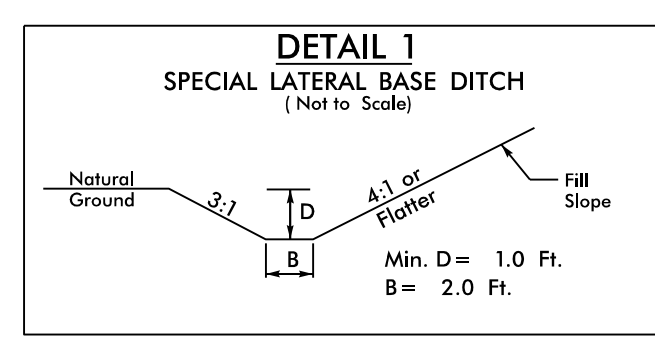 DETAIL 1
SPECIAL LATERAL BASE DITCH
( Not to Scale)
Natural
Ground
3:1
D
B
4:1 or
Flatter
Fill
Slope
Min. D = 1.0 Ft.
B = 2.0 Ft.